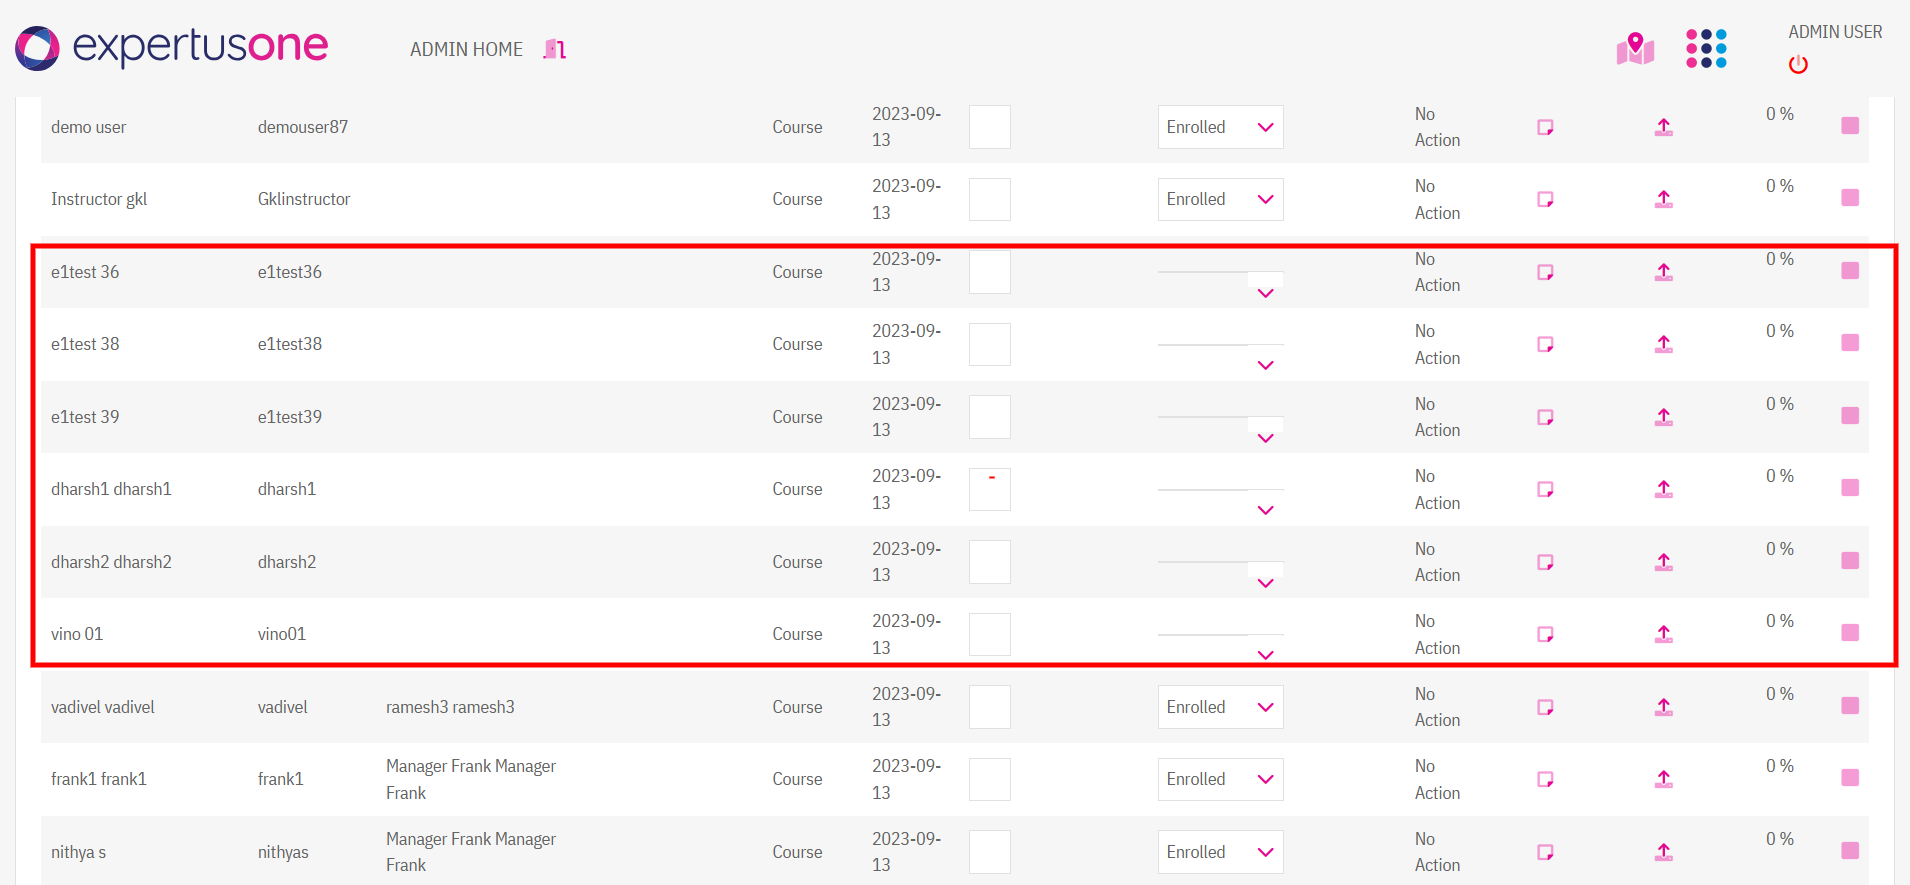 expertusone ADMIN HOME ADMIN USER
demo user demouser87 Course 2023-09- Enrolled No 0 %
13 Action
Instructor gkl Gklinstructor Course 2023-09- Enrolled No 0 %
13 Action
e1test 36 e1test36 Course 2023-09- No 0 %
13 Action
e1test 38 e1test38 Course 2023-09- No 0 %
13 Action
e1test 39 e1test39 Course 2023-09- No 0 %
13 Action
dharsh1 dharsh1 dharsh1 Course 2023-09- - No 0 %
13 Action
dharsh2 dharsh2 dharsh2 Course 2023-09- No 0 %
13 Action
vino 01 vino01 Course 2023-09- No 0 %
13 Action
vadivel vadivel vadivel ramesh3 ramesh3 Course 2023-09- Enrolled No 0 %
13 Action
frank1 frank1 frank1 Manager Frank Manager Course 2023-09- Enrolled No 0 %
Frank 13 Action
nithya s nithyas Manager Frank Manager Course 2023-09- Enrolled No 0 %
Frank 13 Action